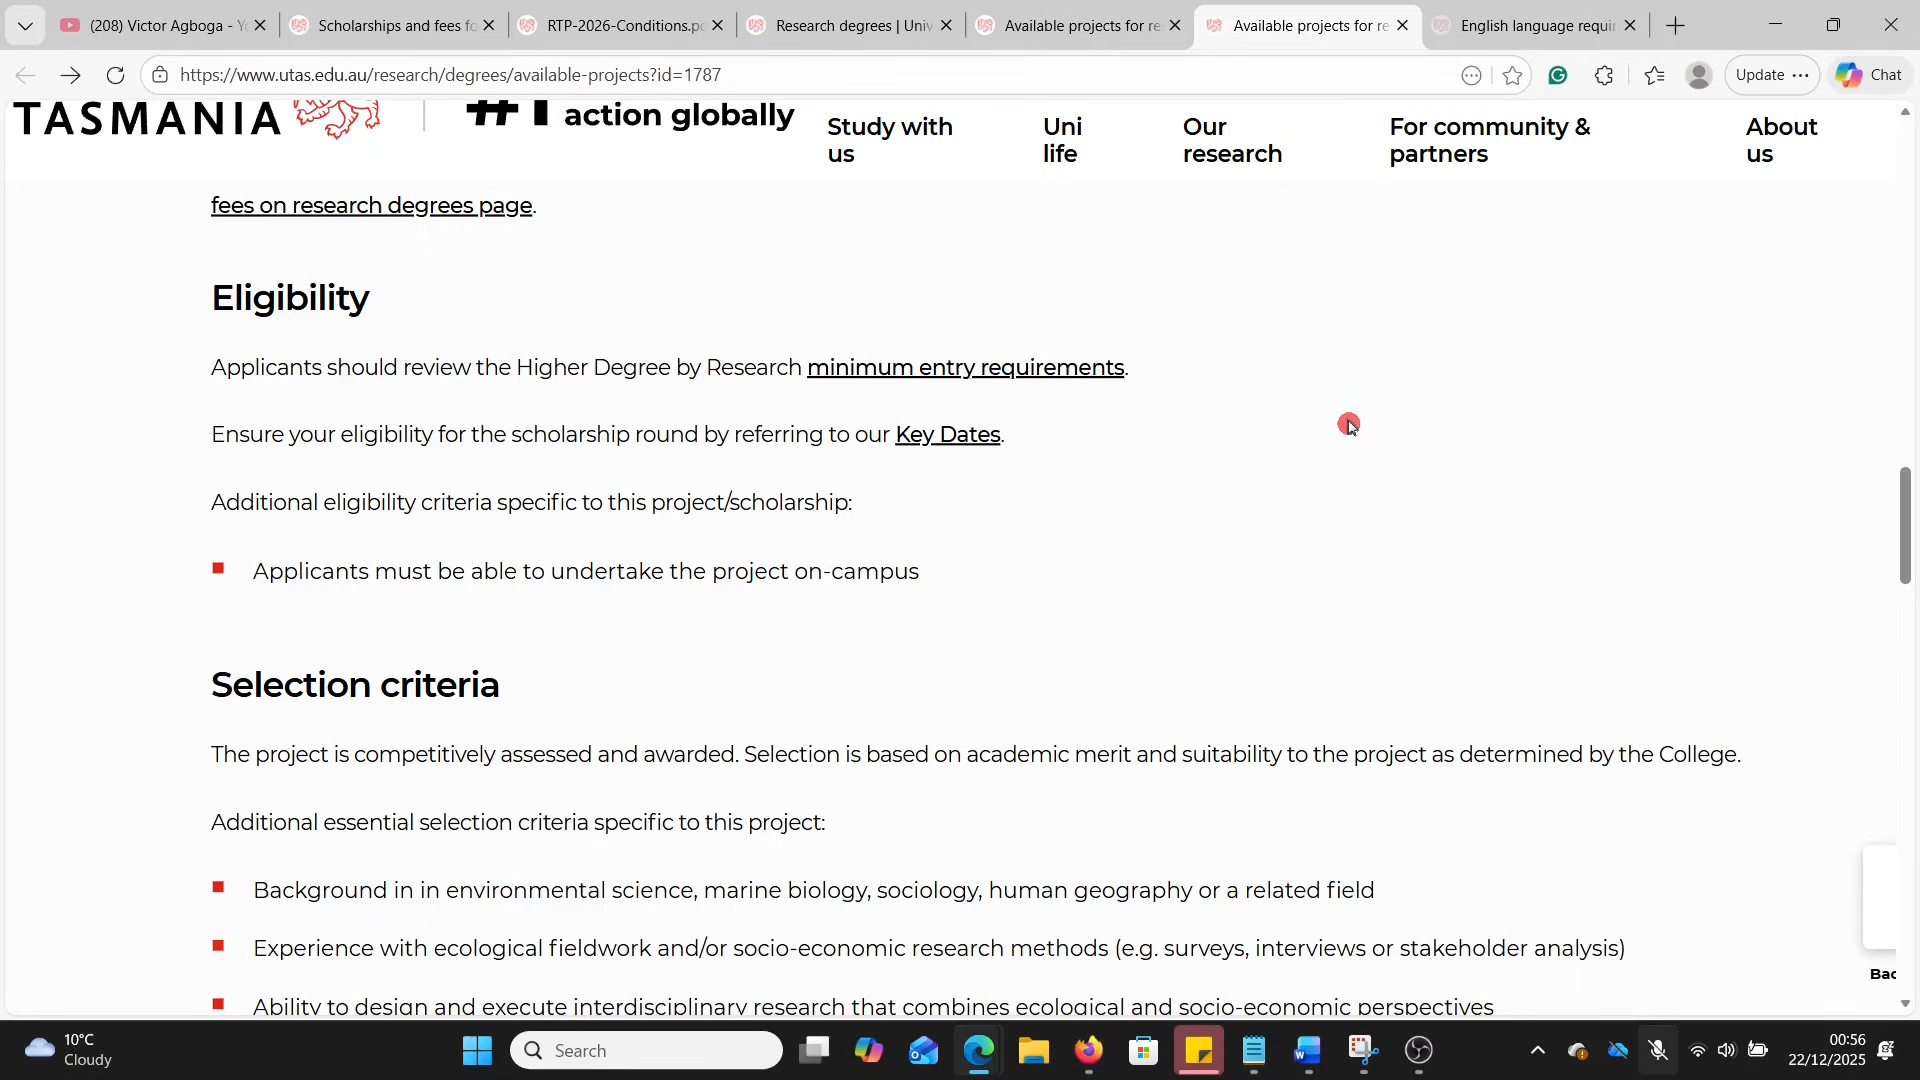 (208) Victor Agboga - Yo
Scholarships and fees fo
RTP-2026-Conditions.pd
Research degrees | Univ
Available projects for re
Available projects for re
English language requir
https://www.utas.edu.au/research/degrees/available-projects?id=1787
Update
Chat
TASMANIA
#1 action globally
Study with us
Uni life
Our research
For community & partners
About us
fees on research degrees page.
Eligibility
Applicants should review the Higher Degree by Research minimum entry requirements.
Ensure your eligibility for the scholarship round by referring to our Key Dates.
Additional eligibility criteria specific to this project/scholarship:
Applicants must be able to undertake the project on-campus
Selection criteria
The project is competitively assessed and awarded. Selection is based on academic merit and suitability to the project as determined by the College.
Additional essential selection criteria specific to this project:
Background in in environmental science, marine biology, sociology, human geography or a related field
Experience with ecological fieldwork and/or socio-economic research methods (e.g. surveys, interviews or stakeholder analysis)
Bac
Ability to design and execute interdisciplinary research that combines ecological and socio-economic perspectives
10°C
Cloudy
Search
00:56
22/12/2025